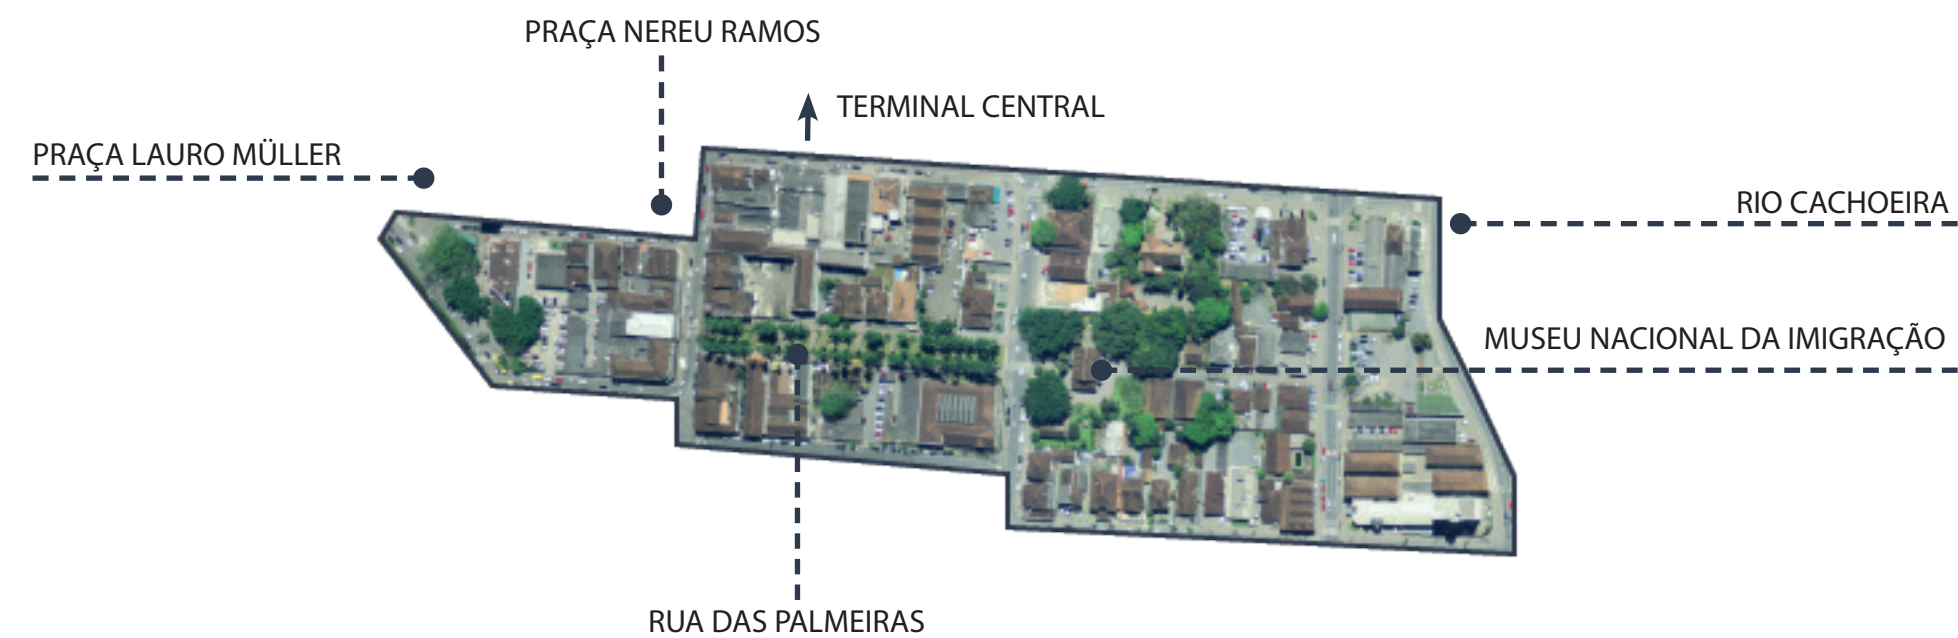 PRAÇA NEREU RAMOS
TERMINAL CENTRAL
PRAÇA LAURO MÜLLER
RIO CACHOEIRA
MUSEU NACIONAL DA IMIGRAÇÃO
RUA DAS PALMEIRAS